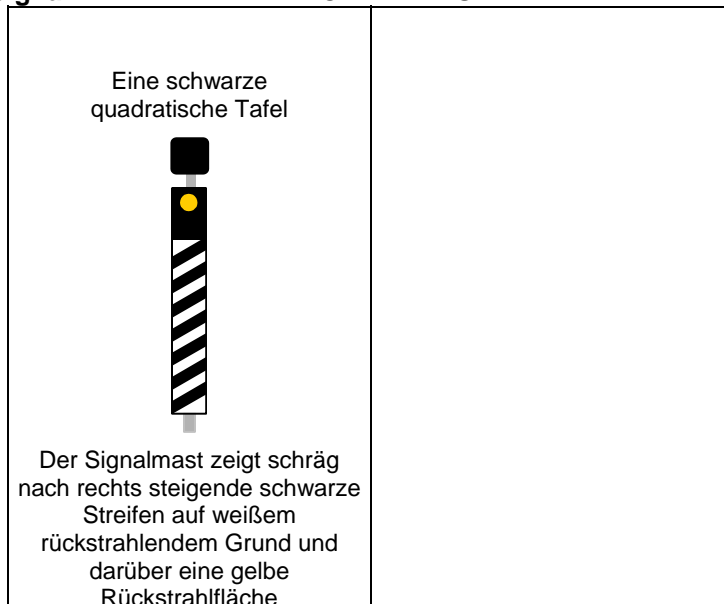 Eine schwarze
quadratische Tafel
Der Signalmast zeigt schräg
nach rechts steigende schwarze
Streifen auf weißem
rückstrahlendem Grund und
darüber eine gelbe
Rückstrahlfläche